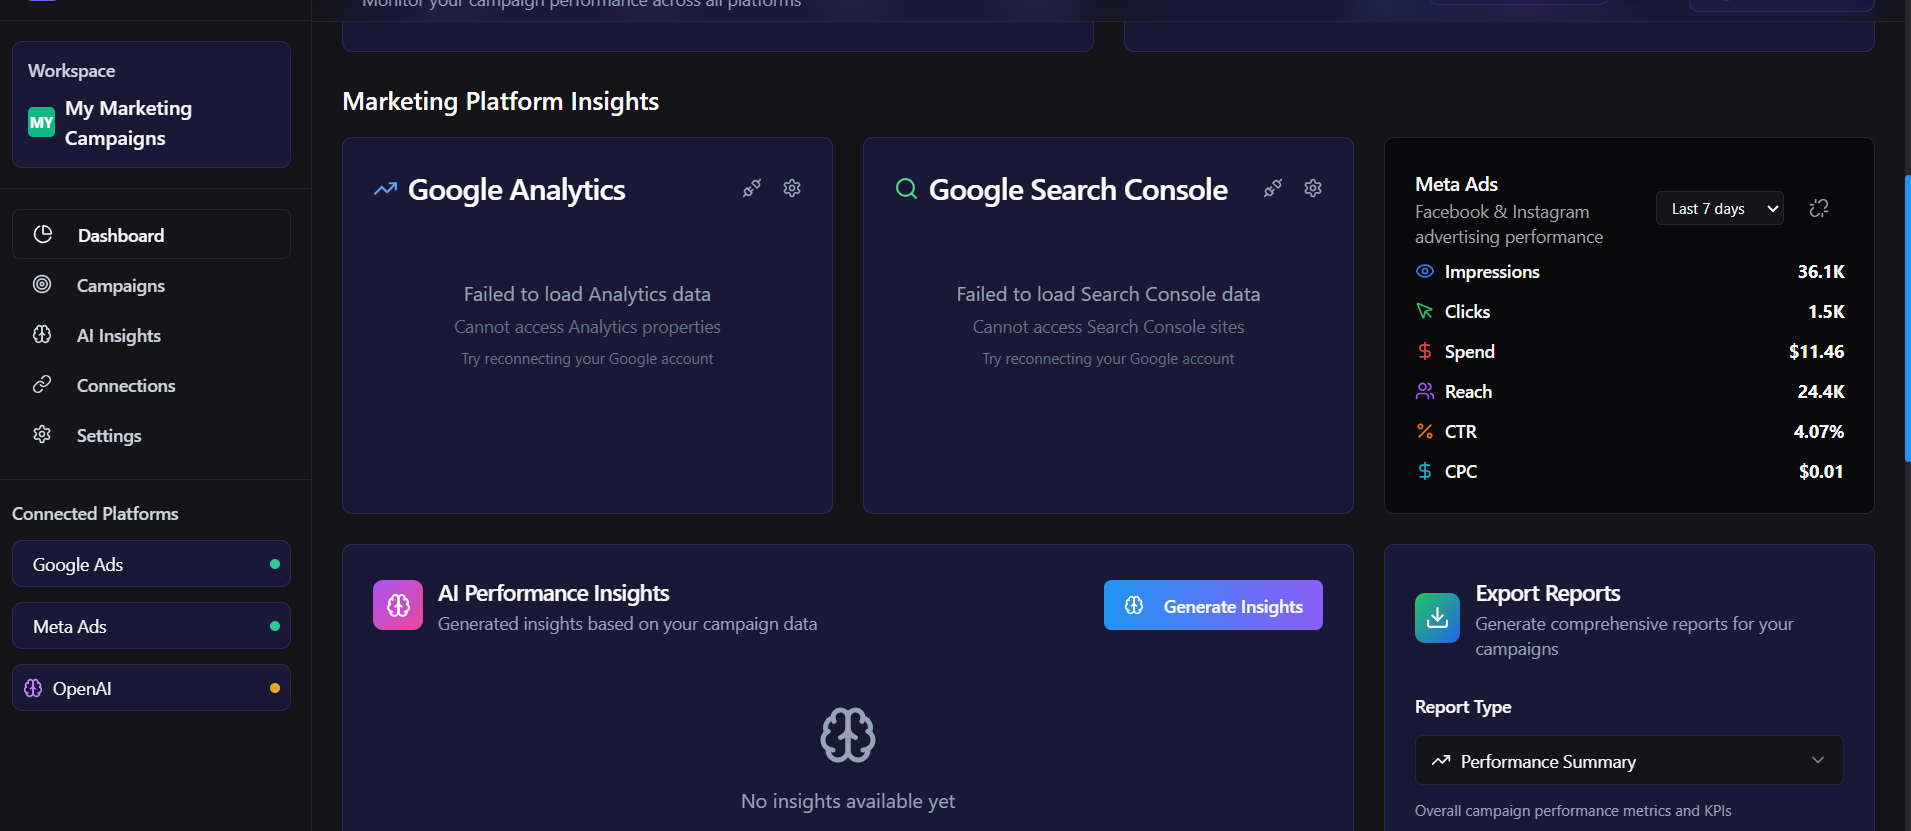 Monitor your campaign performance across all platforms
Workspace
MY
My Marketing
Campaigns
Dashboard
Campaigns
AI Insights
Connections
Settings
Connected Platforms
Google Ads
Meta Ads
OpenAI
Marketing Platform Insights
Google Analytics
Failed to load Analytics data
Cannot access Analytics properties
Try reconnecting your Google account
Google Search Console
Failed to load Search Console data
Cannot access Search Console sites
Try reconnecting your Google account
Meta Ads
Facebook & Instagram
advertising performance
Last 7 days
Impressions 36.1K
Clicks 1.5K
Spend $11.46
Reach 24.4K
CTR 4.07%
CPC $0.01
AI Performance Insights
Generated insights based on your campaign data
Generate Insights
No insights available yet
Export Reports
Generate comprehensive reports for your
campaigns
Report Type
Performance Summary
Overall campaign performance metrics and KPIs